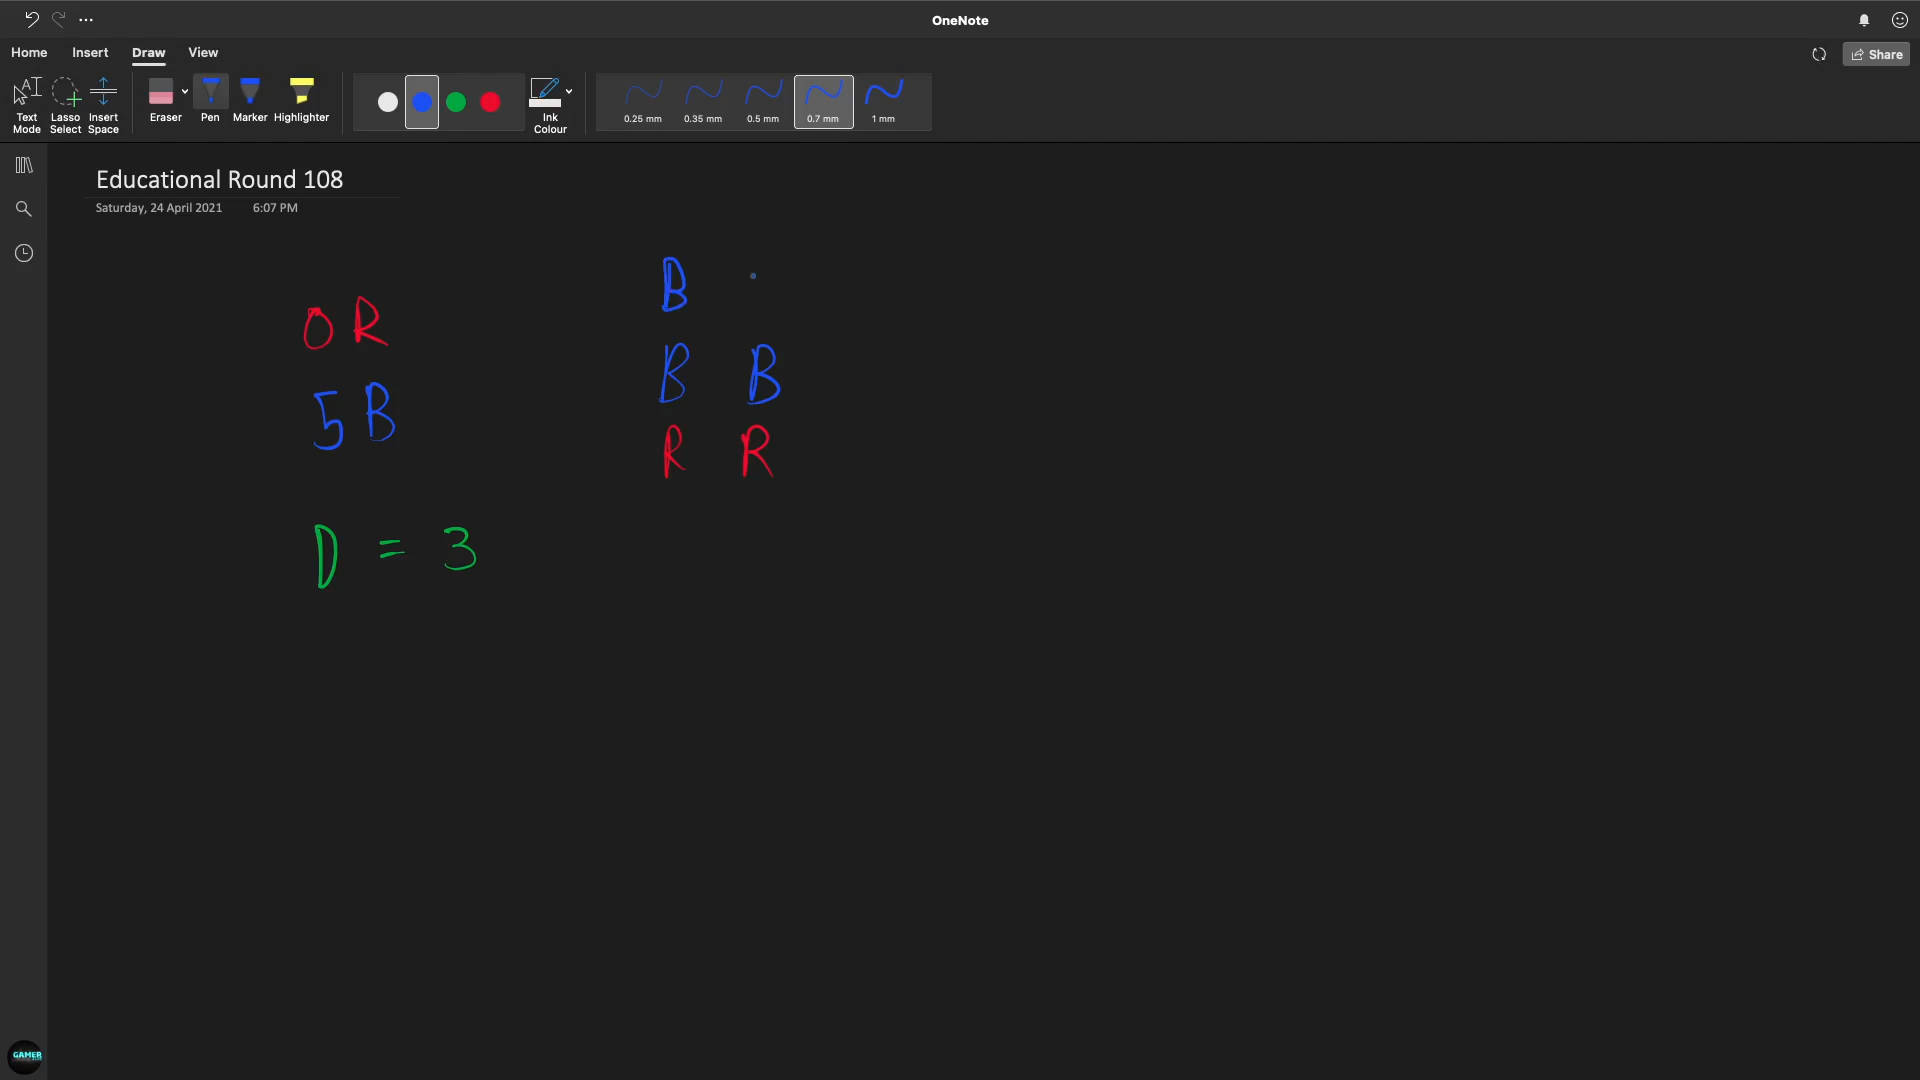 OneNote
Home Insert Draw View
Share
Text Mode
Lasso Select
Insert Space
Eraser
Pen
Marker
Highlighter
Ink Colour
0.25 mm
0.35 mm
0.5 mm
0.7 mm
1 mm
Educational Round 108
Saturday, 24 April 2021 6:07 PM
0 R
5 B
D = 3
B
B B
R R
GAMER